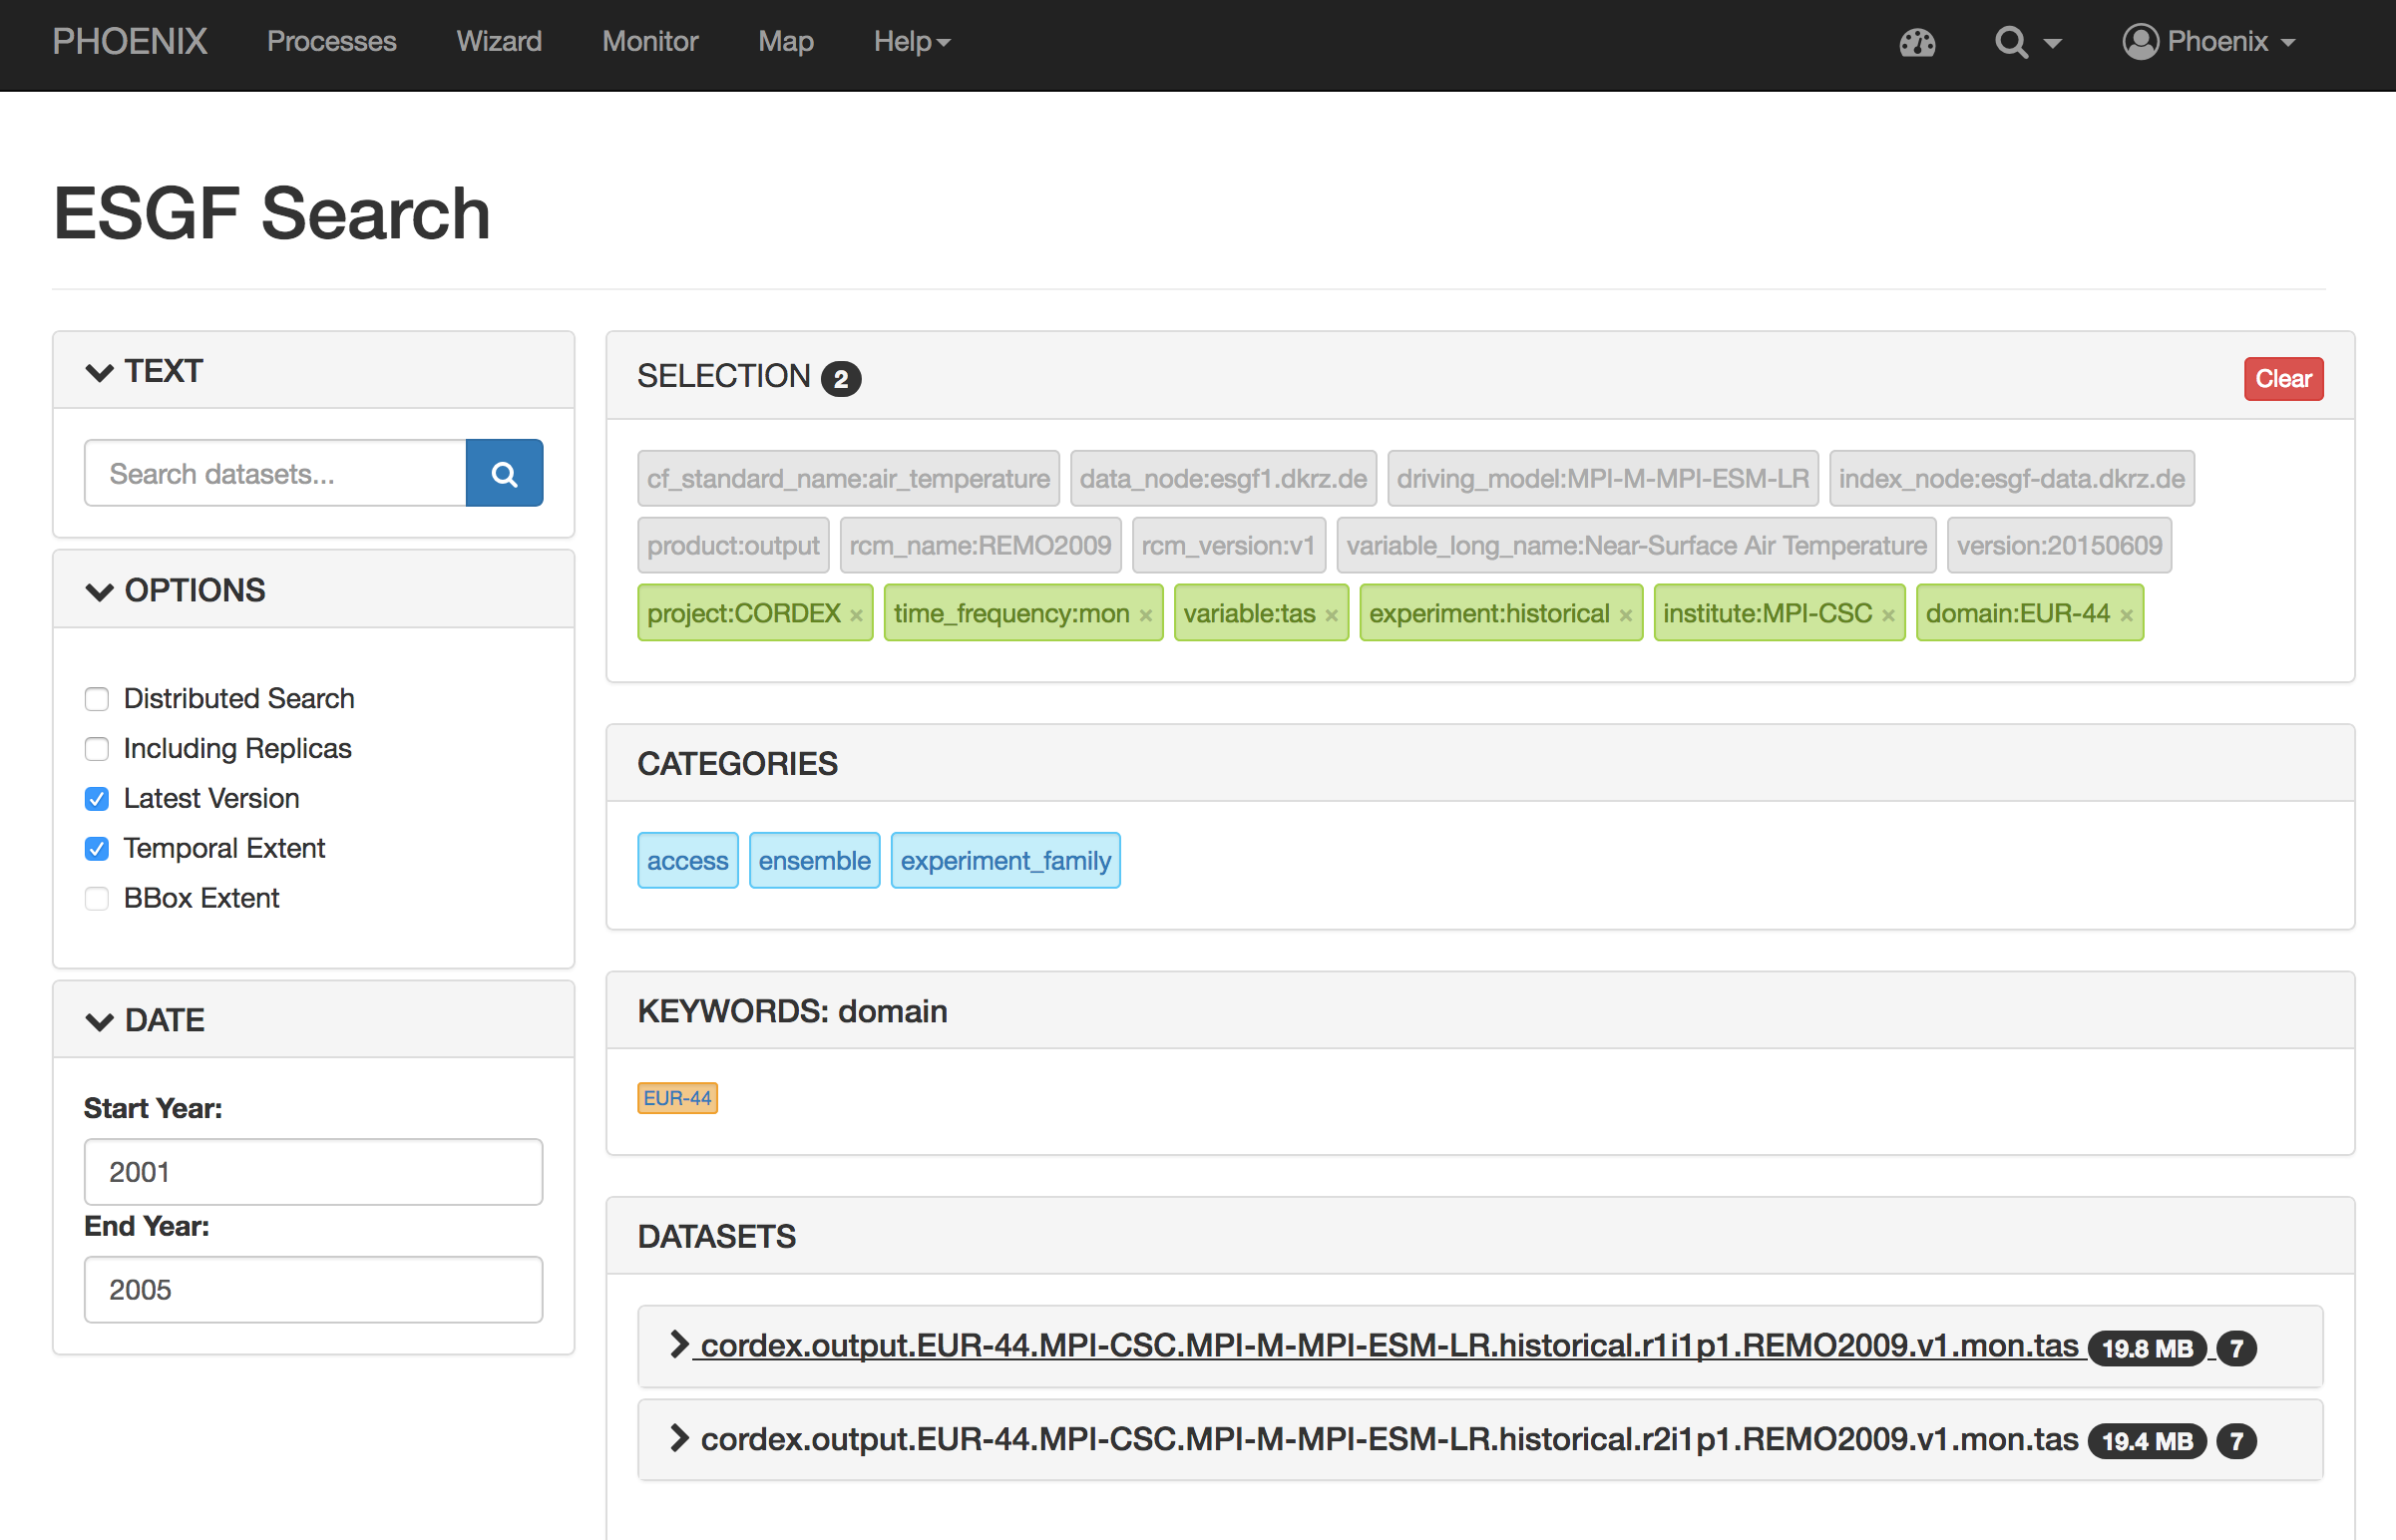 PHOENIX Processes Wizard Monitor Map Help Phoenix
ESGF Search
TEXT
Search datasets...
OPTIONS
Distributed Search
Including Replicas
Latest Version
Temporal Extent
BBox Extent
DATE
Start Year:
2001
End Year:
2005
SELECTION 2 Clear
cf_standard_name:air_temperature data_node:esgf1.dkrz.de driving_model:MPI-M-MPI-ESM-LR index_node:esgf-data.dkrz.de
product:output rcm_name:REMO2009 rcm_version:v1 variable_long_name:Near-Surface Air Temperature version:20150609
project:CORDEX × time_frequency:mon × variable:tas × experiment:historical × institute:MPI-CSC × domain:EUR-44 ×
CATEGORIES
access ensemble experiment_family
KEYWORDS: domain
EUR-44
DATASETS
cordex.output.EUR-44.MPI-CSC.MPI-M-MPI-ESM-LR.historical.r1i1p1.REMO2009.v1.mon.tas 19.8 MB 7
cordex.output.EUR-44.MPI-CSC.MPI-M-MPI-ESM-LR.historical.r2i1p1.REMO2009.v1.mon.tas 19.4 MB 7